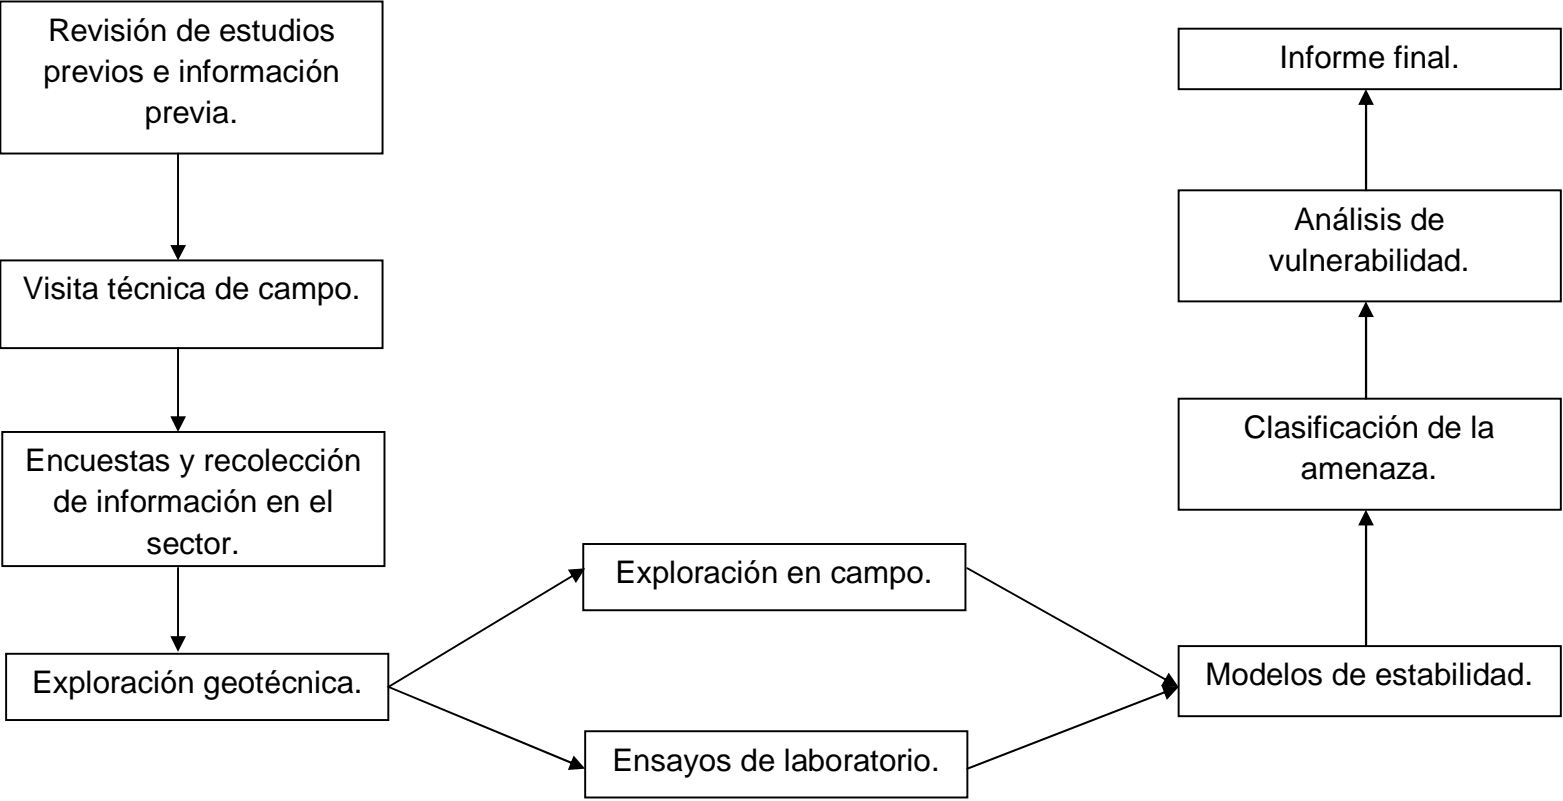 Revisión de estudios
previos e información
previa.
Visita técnica de campo.
Encuestas y recolección
de información en el
sector.
Exploración geotécnica.
Exploración en campo.
Ensayos de laboratorio.
Modelos de estabilidad.
Clasificación de la
amenaza.
Análisis de
vulnerabilidad.
Informe final.